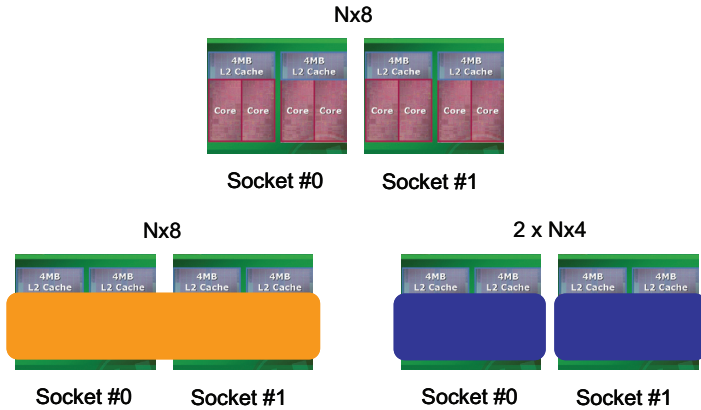 Nx8
4MB 4MB 4MB 4MB
L2 Cache L2 Cache L2 Cache L2 Cache
Core Core Core Core Core Core Core Core
Socket #0 Socket #1
Nx8 2 x Nx4
4MB 4MB 4MB 4MB 4MB 4MB 4MB 4MB
L2 Cache L2 Cache L2 Cache L2 Cache L2 Cache L2 Cache L2 Cache L2 Cache
Socket #0 Socket #1 Socket #0 Socket #1